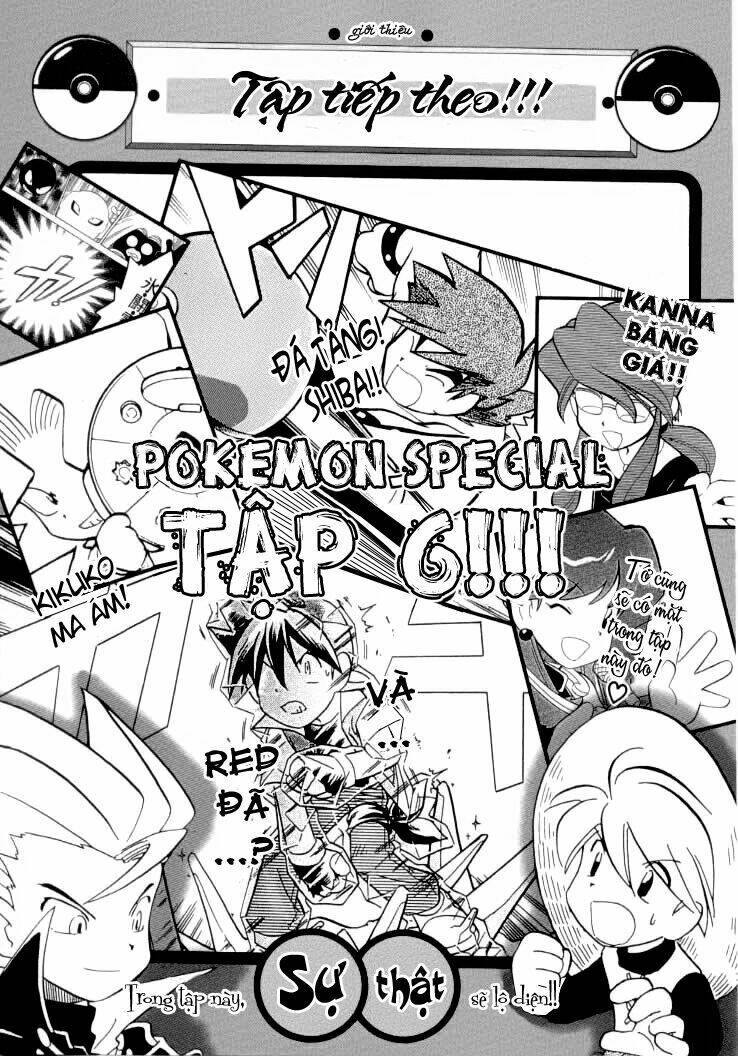 giới thiệu
Tập tiếp theo!!!
ĐÁ TẢNG!
SHIBA!!
KANNA
BĂNG
GIÁ!!
POKEMON SPECIAL
TẬP 6!!!
KIKUKO
MA ÁM!
Tớ cũng
sẽ có mặt
trong tập
này đó!
♡
VÀ
...
RED
ĐÃ
...?
Trong tập này, Sự thật sẽ lộ diện!!